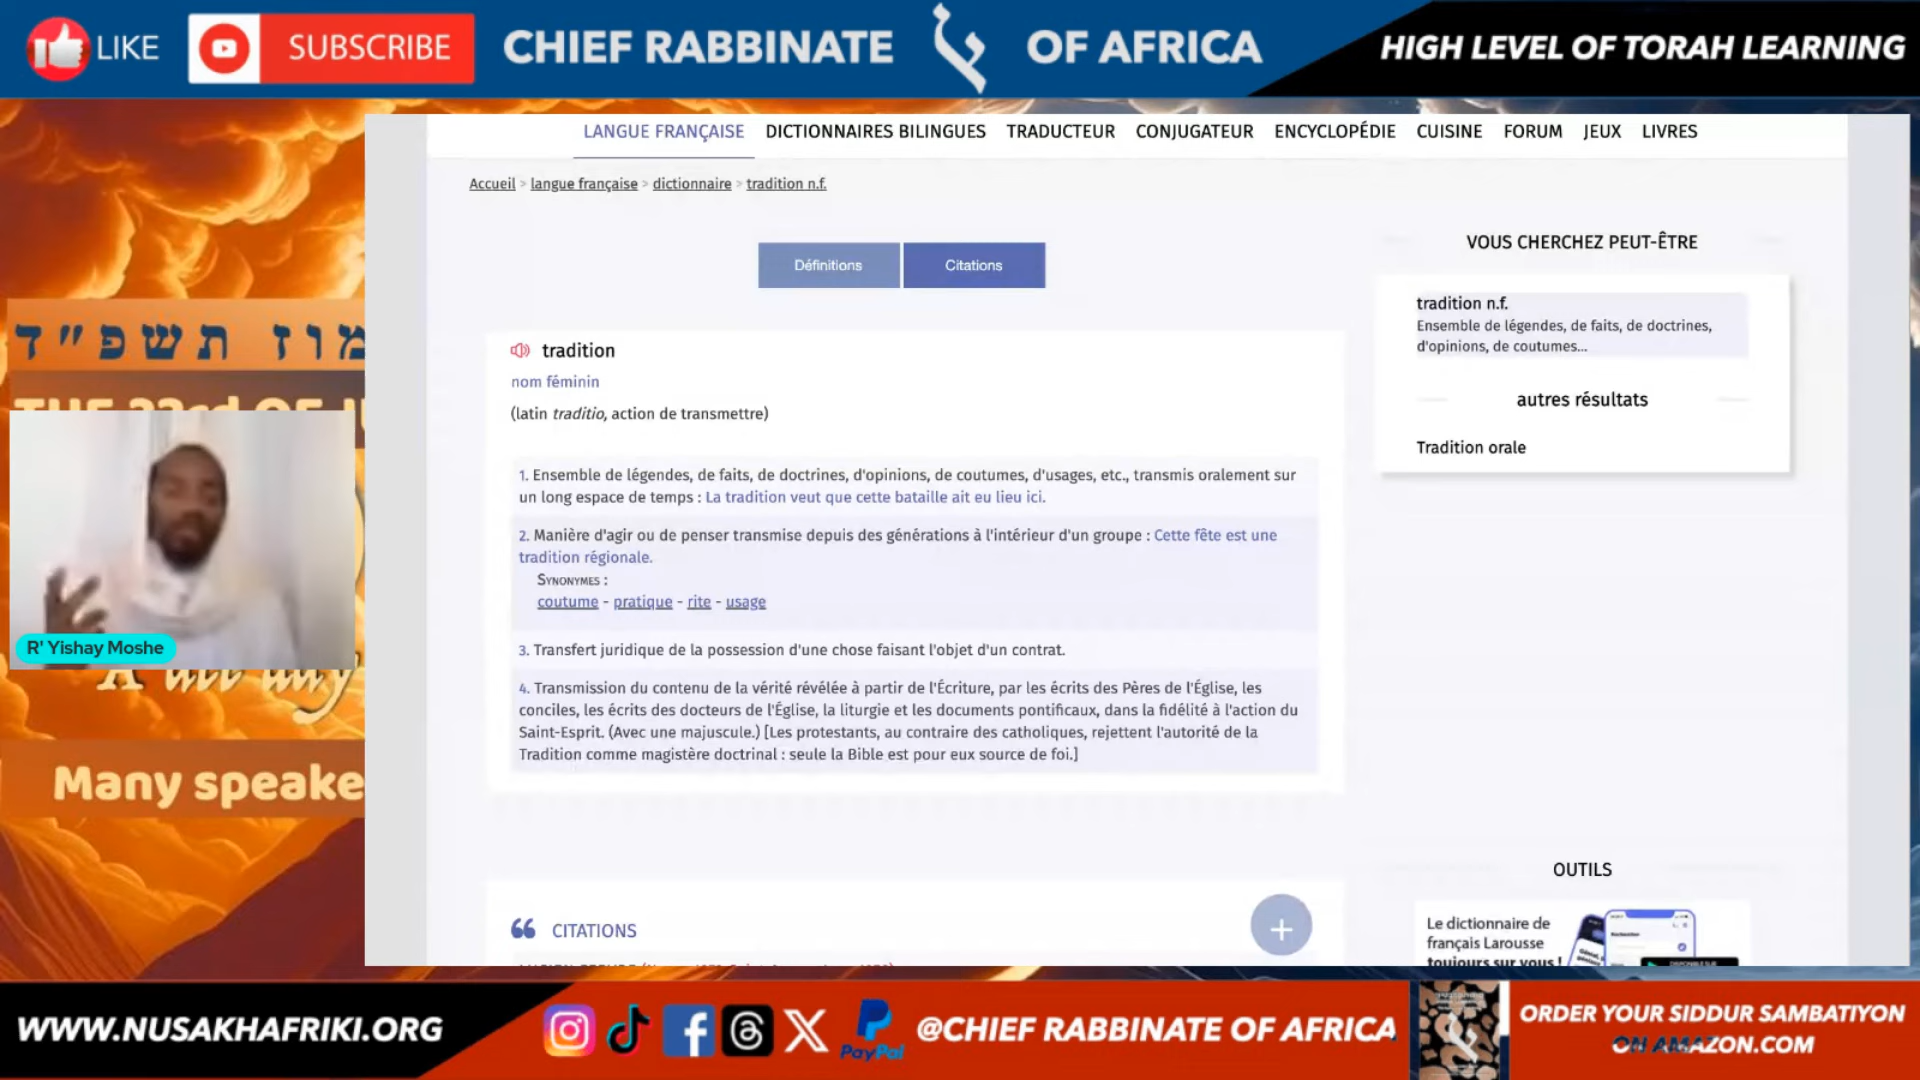 LIKE
SUBSCRIBE
CHIEF RABBINATE OF AFRICA
HIGH LEVEL OF TORAH LEARNING
LANGUE FRANÇAISE DICTIONNAIRES BILINGUES TRADUCTEUR CONJUGATEUR ENCYCLOPÉDIE CUISINE FORUM JEUX LIVRES
Accueil > langue française > dictionnaire > tradition n.f.
Définitions
Citations
VOUS CHERCHEZ PEUT-ÊTRE
tradition n.f.
Ensemble de légendes, de faits, de doctrines,
d'opinions, de coutumes...
autres résultats
Tradition orale
תשפ"ד
tradition
nom féminin
(latin traditio, action de transmettre)
1. Ensemble de légendes, de faits, de doctrines, d'opinions, de coutumes, d'usages, etc., transmis oralement sur
un long espace de temps : La tradition veut que cette bataille ait eu lieu ici.
2. Manière d'agir ou de penser transmise depuis des générations à l'intérieur d'un groupe : Cette fête est une
tradition régionale.
SYNONYMES :
coutume - pratique - rite - usage
3. Transfert juridique de la possession d'une chose faisant l'objet d'un contrat.
4. Transmission du contenu de la vérité révélée à partir de l'Écriture, par les écrits des Pères de l'Église, les
conciles, les écrits des docteurs de l'Église, la liturgie et les documents pontificaux, dans la fidélité à l'action du
Saint-Esprit. (Avec une majuscule.) [Les protestants, au contraire des catholiques, rejettent l'autorité de la
Tradition comme magistère doctrinal : seule la Bible est pour eux source de foi.]
R' Yishay Moshe
Many speake
CITATIONS
+
OUTILS
Le dictionnaire de
français Larousse
toujours sur vous !
WWW.NUSAKHAFRIKI.ORG
PayPal
@CHIEF RABBINATE OF AFRICA
ORDER YOUR SIDDUR SAMBATIYON
ON AMAZON.COM